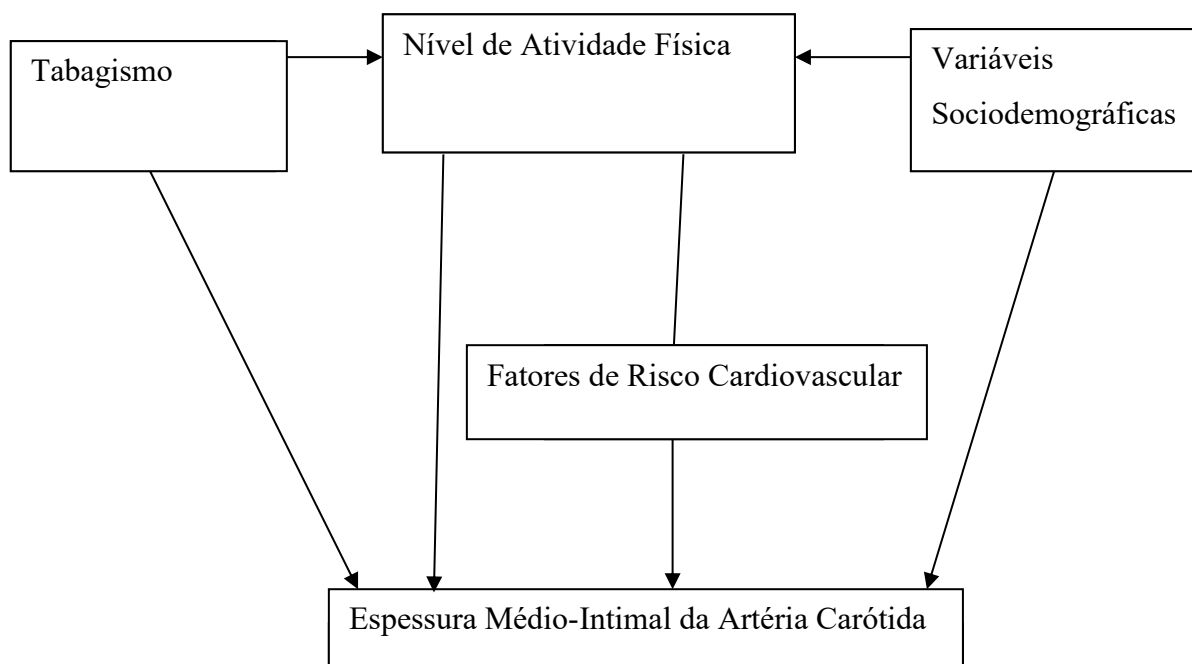 Tabagismo
Nível de Atividade Física
Variáveis
Sociodemográficas
Fatores de Risco Cardiovascular
Espessura Médio-Intimal da Artéria Carótida